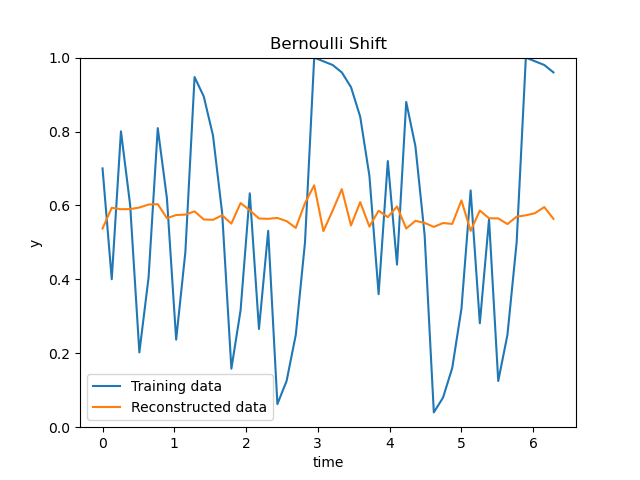 Bernoulli Shift
1.0
0.8
0.6
0.4
0.2
0.0
y
Training data
Reconstructed data
0 1 2 3 4 5 6
time